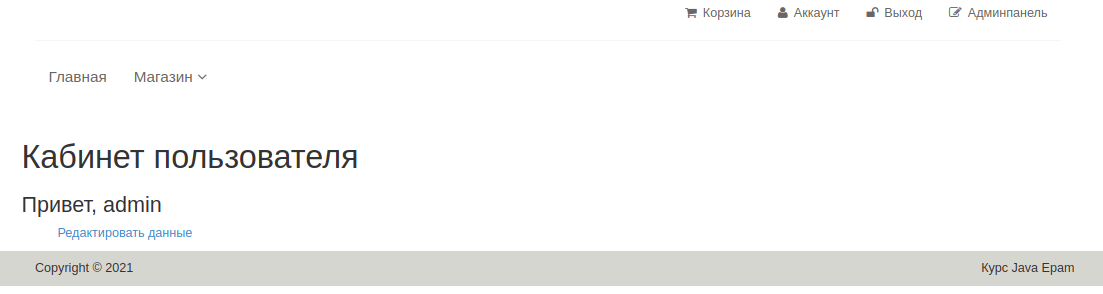 Корзина Аккаунт Выход Админпанель
Главная Магазин
Кабинет пользователя
Привет, admin
Редактировать данные
Copyright © 2021 Курс Java Epam